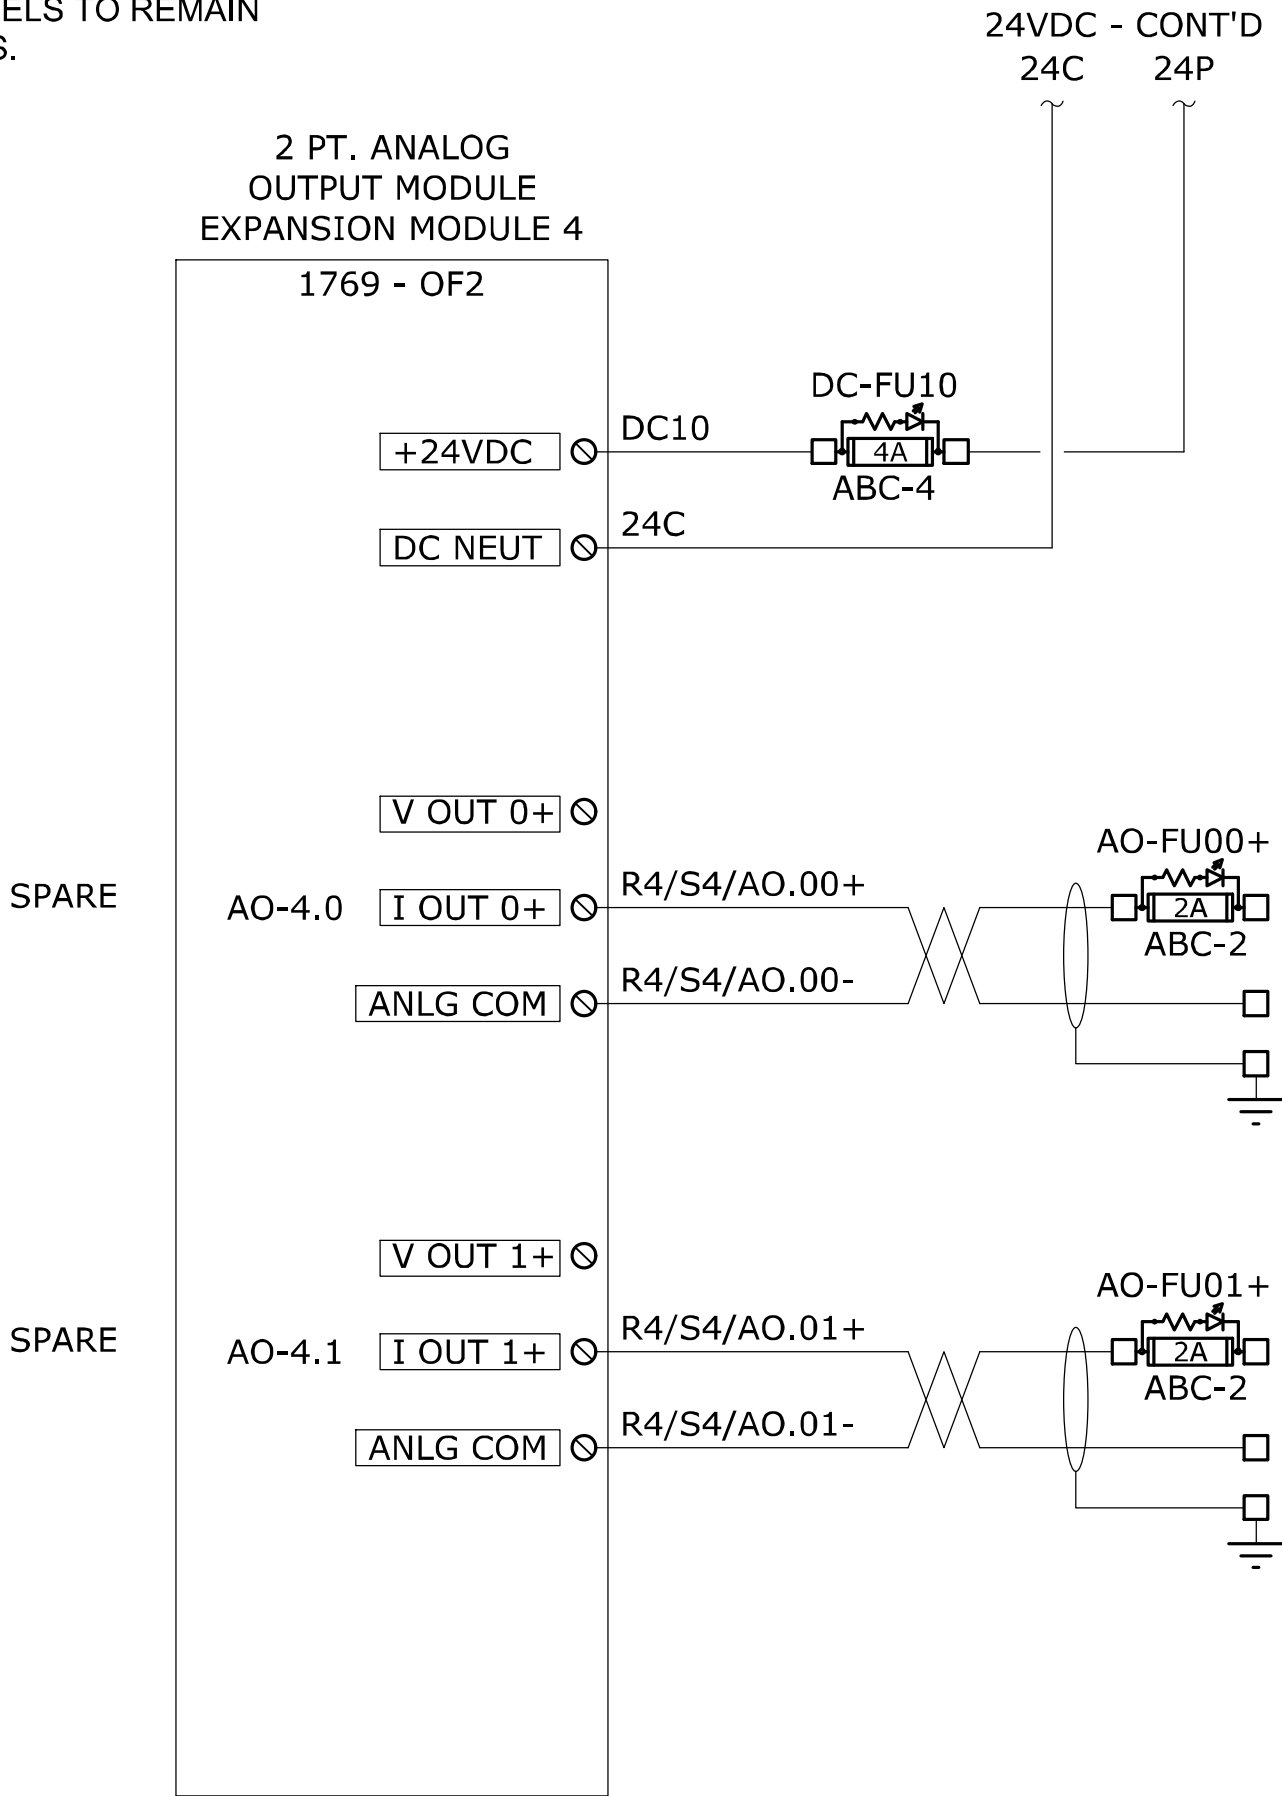 TO REMAIN
24VDC - CONT'D
24C 24P
2 PT. ANALOG
OUTPUT MODULE
EXPANSION MODULE 4
1769 - OF2
DC-FU10
DC10
+24VDC
4A
ABC-4
24C
DC NEUT
V OUT 0+
AO-FU00+
R4/S4/AO.00+
SPARE AO-4.0 I OUT 0+
2A
ABC-2
R4/S4/AO.00-
ANLG COM
V OUT 1+
AO-FU01+
R4/S4/AO.01+
SPARE AO-4.1 I OUT 1+
2A
ABC-2
R4/S4/AO.01-
ANLG COM